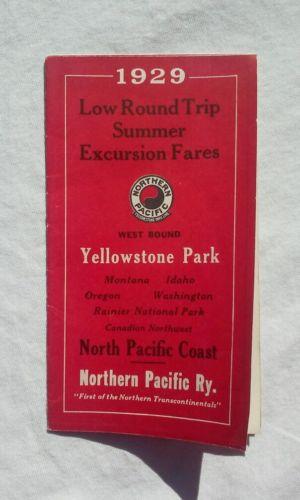 1929
Low Round Trip
Summer
Excursion Fares
NORTHERN
PACIFIC
WEST BOUND
Yellowstone Park
Montana Idaho
Oregon Washington
Rainier National Park
Canadian Northwest
North Pacific Coast
Northern Pacific Ry.
"First of the Northern Transcontinentals"